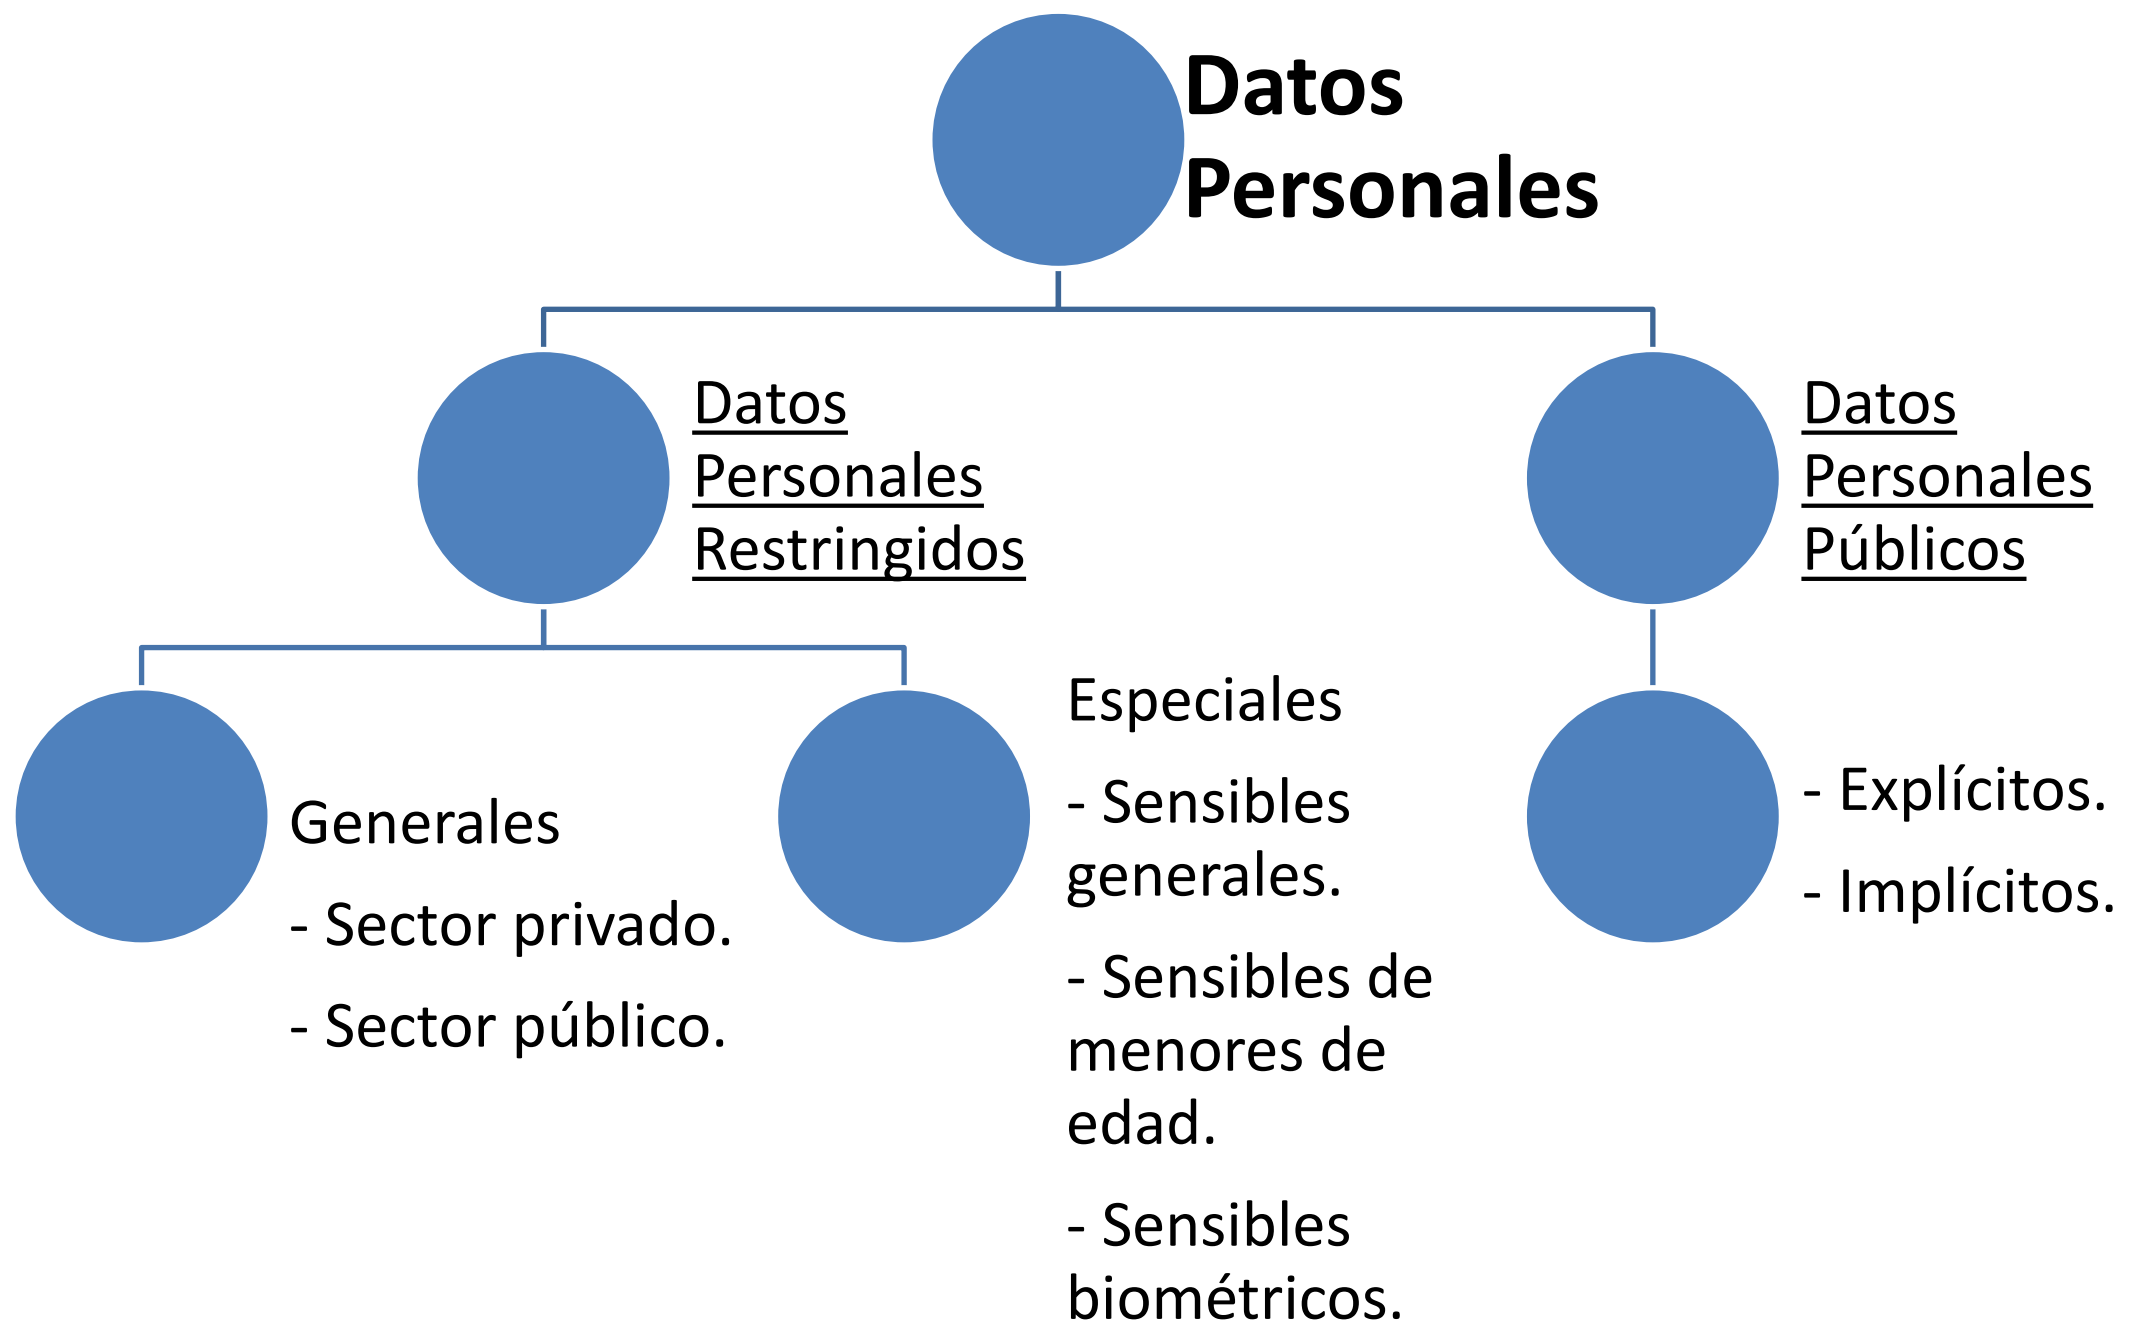 Datos
Personales
Datos
Personales
Restringidos
Datos
Personales
Públicos
Generales
- Sector privado.
- Sector público.
Especiales
- Sensibles
generales.
- Sensibles de
menores de
edad.
- Sensibles
biométricos.
- Explícitos.
- Implícitos.